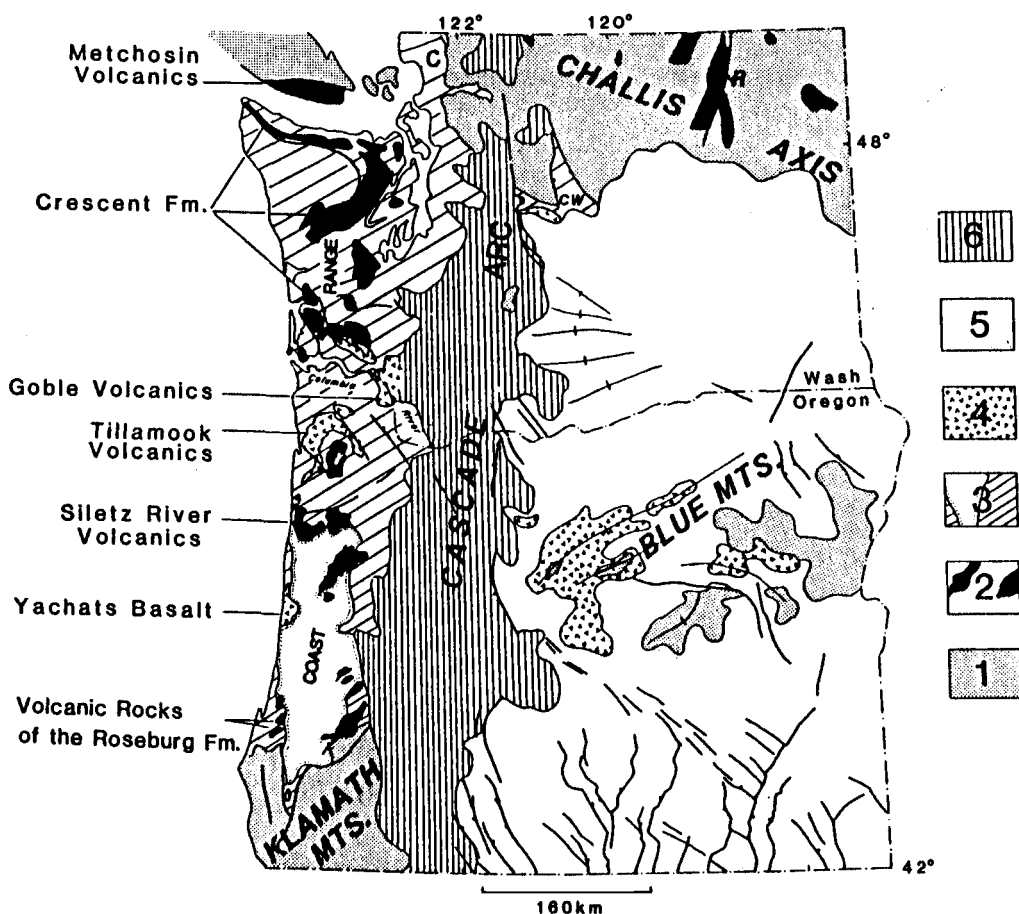 122°
120°
Metchosin
Volcanics
C
CHALLIS
R
48°
AXIS
Crescent Fm.
CW
RANGE
ARC
6
5
Columbia
Goble Volcanics
Wash
Oregon
4
Tillamook
Volcanics
CASCADE
3
Siletz River
Volcanics
BLUE MTS.
2
Yachats Basalt
COAST
1
Volcanic Rocks
of the Roseburg Fm.
KLAMATH
MTS.
42°
160km